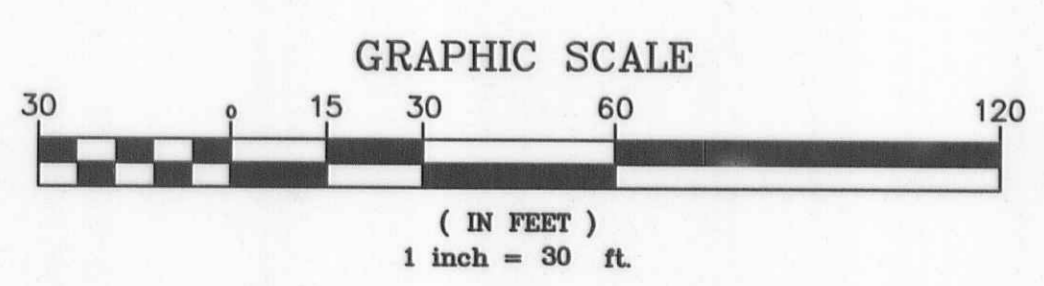 GRAPHIC SCALE
30 0 15 30 60 120
( IN FEET )
1 inch = 30 ft.